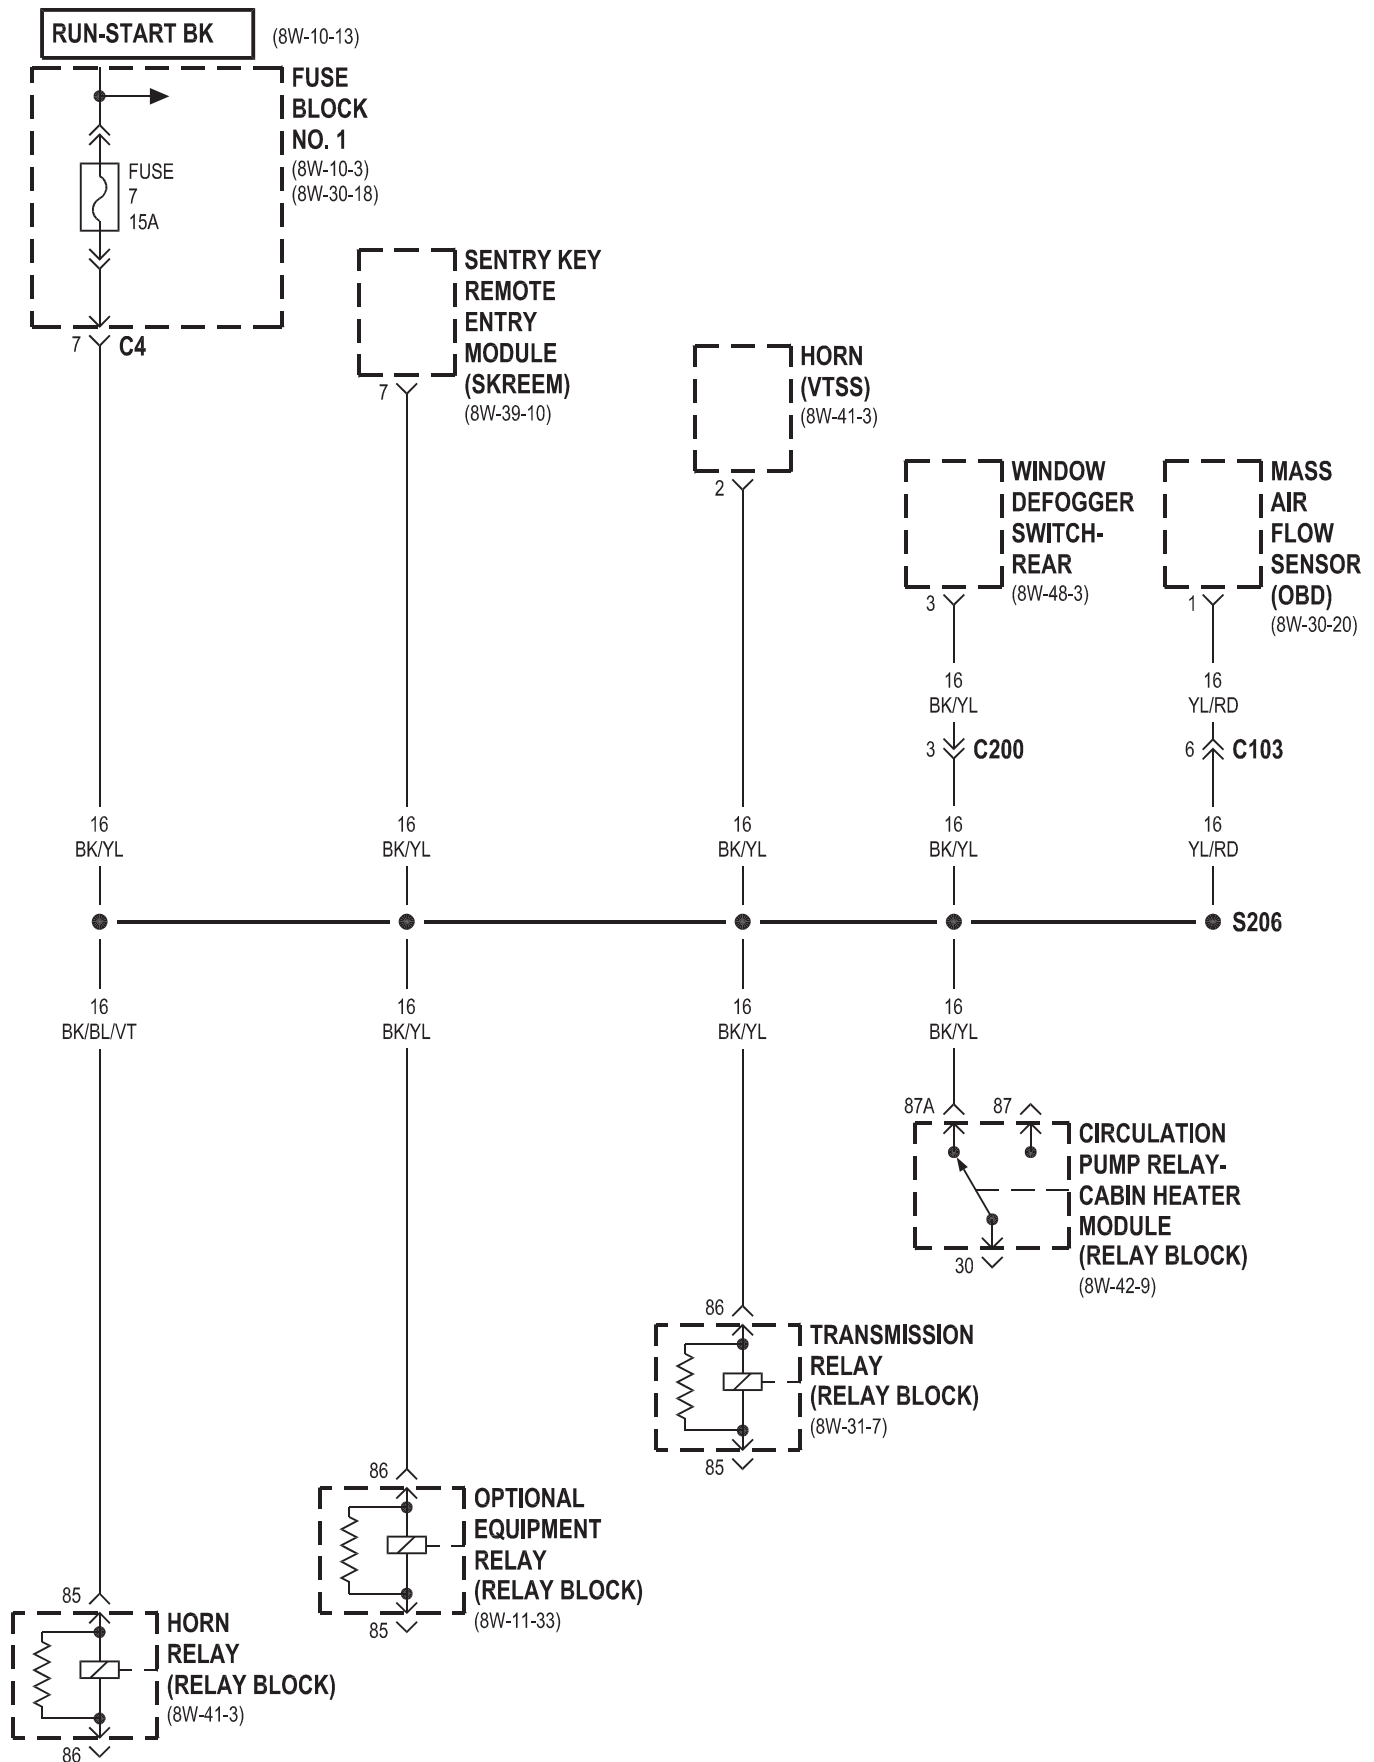 RUN-START BK
(8W-10-13)
FUSE
BLOCK
NO. 1
(8W-10-3)
(8W-30-18)
FUSE
7
15A
7
C4
SENTRY KEY
REMOTE
ENTRY
MODULE
(SKREEM)
(8W-39-10)
7
HORN
(VTSS)
(8W-41-3)
2
WINDOW
DEFOGGER
SWITCH-
REAR
(8W-48-3)
3
MASS
AIR
FLOW
SENSOR
(OBD)
(8W-30-20)
1
16
BK/YL
16
YL/RD
3
C200
6
C103
16
BK/YL
16
BK/YL
16
BK/YL
16
BK/YL
16
YL/RD
S206
16
BK/BL/VT
16
BK/YL
16
BK/YL
16
BK/YL
87A
87
CIRCULATION
PUMP RELAY-
CABIN HEATER
MODULE
(RELAY BLOCK)
(8W-42-9)
30
86
TRANSMISSION
RELAY
(RELAY BLOCK)
(8W-31-7)
85
86
OPTIONAL
EQUIPMENT
RELAY
(RELAY BLOCK)
(8W-11-33)
85
85
HORN
RELAY
(RELAY BLOCK)
(8W-41-3)
86